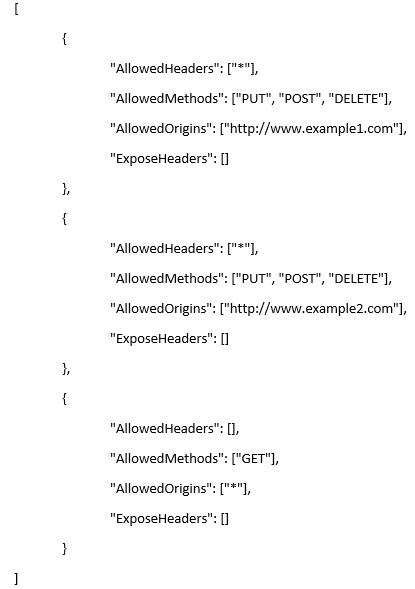 [
{
"AllowedHeaders": ["*"],
"AllowedMethods": ["PUT", "POST", "DELETE"],
"AllowedOrigins": ["http://www.example1.com"],
"ExposeHeaders": []
},
{
"AllowedHeaders": ["*"],
"AllowedMethods": ["PUT", "POST", "DELETE"],
"AllowedOrigins": ["http://www.example2.com"],
"ExposeHeaders": []
},
{
"AllowedHeaders": [],
"AllowedMethods": ["GET"],
"AllowedOrigins": ["*"],
"ExposeHeaders": []
}
]